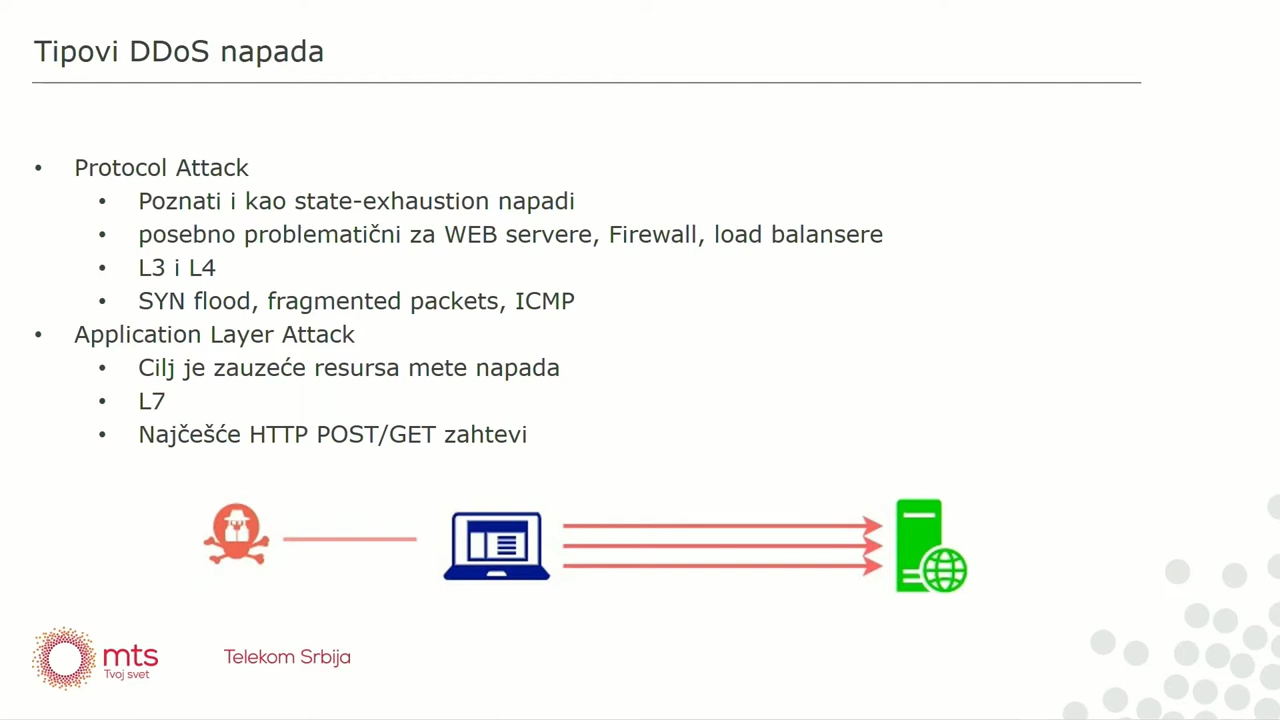 Tipovi DDoS napada
• Protocol Attack
• Poznati i kao state-exhaustion napadi
• posebno problematični za WEB servere, Firewall, load balansere
• L3 i L4
• SYN flood, fragmented packets, ICMP
• Application Layer Attack
• Cilj je zauzeće resursa mete napada
• L7
• Najčešće HTTP POST/GET zahtevi
mts
Tvoj svet
Telekom Srbija